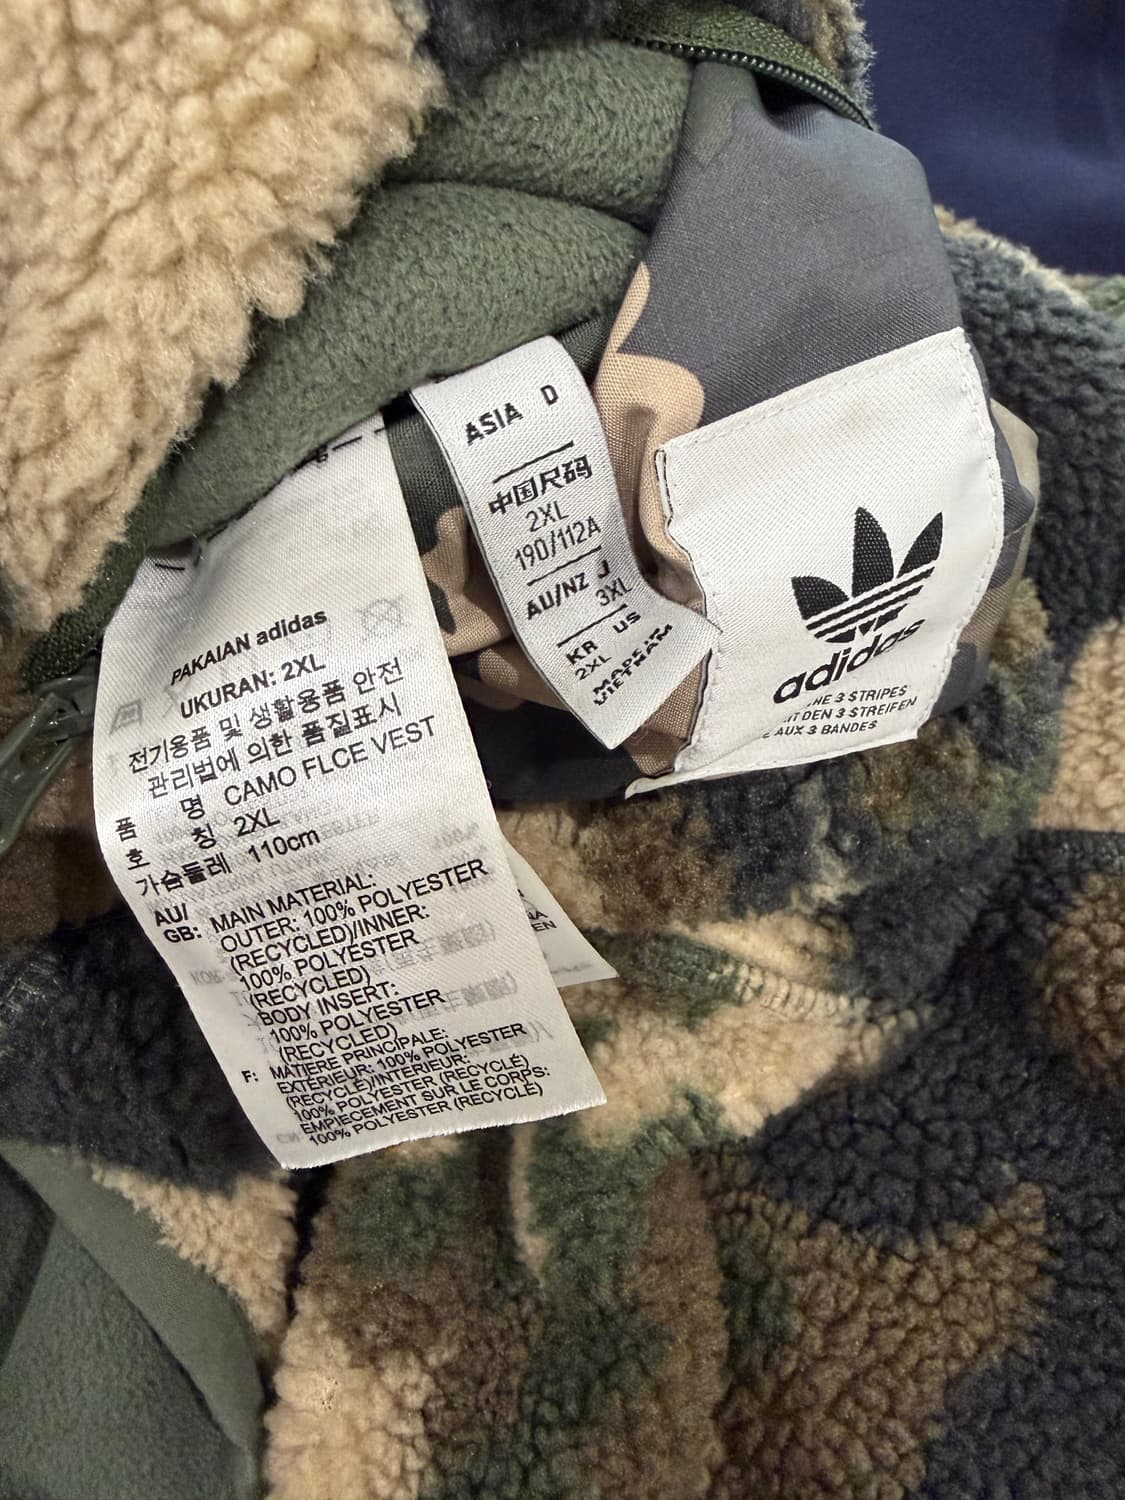 PAKAIAN adidas
UKURAN: 2XL
전기용품 및 생활용품 안전
관리법에 의한 품질표시
품 명 CAMO FLCE VEST
호 칭 2XL
가슴둘레 110cm
AU/
GB: MAIN MATERIAL:
OUTER: 100% POLYESTER
(RECYCLED)/INNER:
100% POLYESTER
(RECYCLED)
BODY INSERT:
100% POLYESTER
(RECYCLED)
F: MATIERE PRINCIPALE:
EXTÉRIEUR: 100% POLYESTER
(RECYCLÉ)/INTERIEUR:
100% POLYESTER (RECYCLÉ)
EMPIECEMENT SUR LE CORPS:
100% POLYESTER (RECYCLÉ)
ASIA D
中国尺码
2XL
190/112A
AU/NZ J
3XL
KR US
2XL
MADE IN
VIETNAM
adidas
3 STRIPES
DEN 3 STREIFEN
AUX 3 BANDES